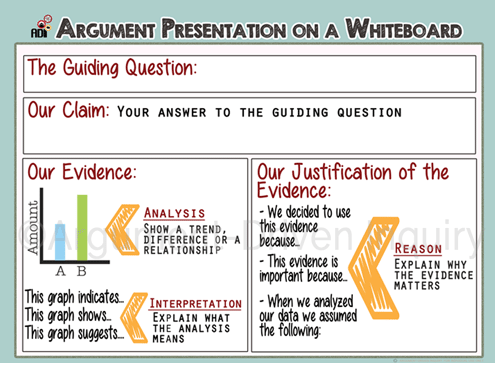 ADI
ARGUMENT PRESENTATION ON A WHITEBOARD
The Guiding Question:
Our Claim: YOUR ANSWER TO THE GUIDING QUESTION
Our Evidence:
Amount
A B
ANALYSIS
SHOW A TREND,
DIFFERENCE OR A
RELATIONSHIP
This graph indicates...
This graph shows...
This graph suggests...
INTERPRETATION
EXPLAIN WHAT
THE ANALYSIS
MEANS
Our Justification of the
Evidence:
- We decided to use
this evidence
because...
- This evidence is
important because...
- When we analyzed
our data we assumed
the following:
REASON
EXPLAIN WHY
THE EVIDENCE
MATTERS